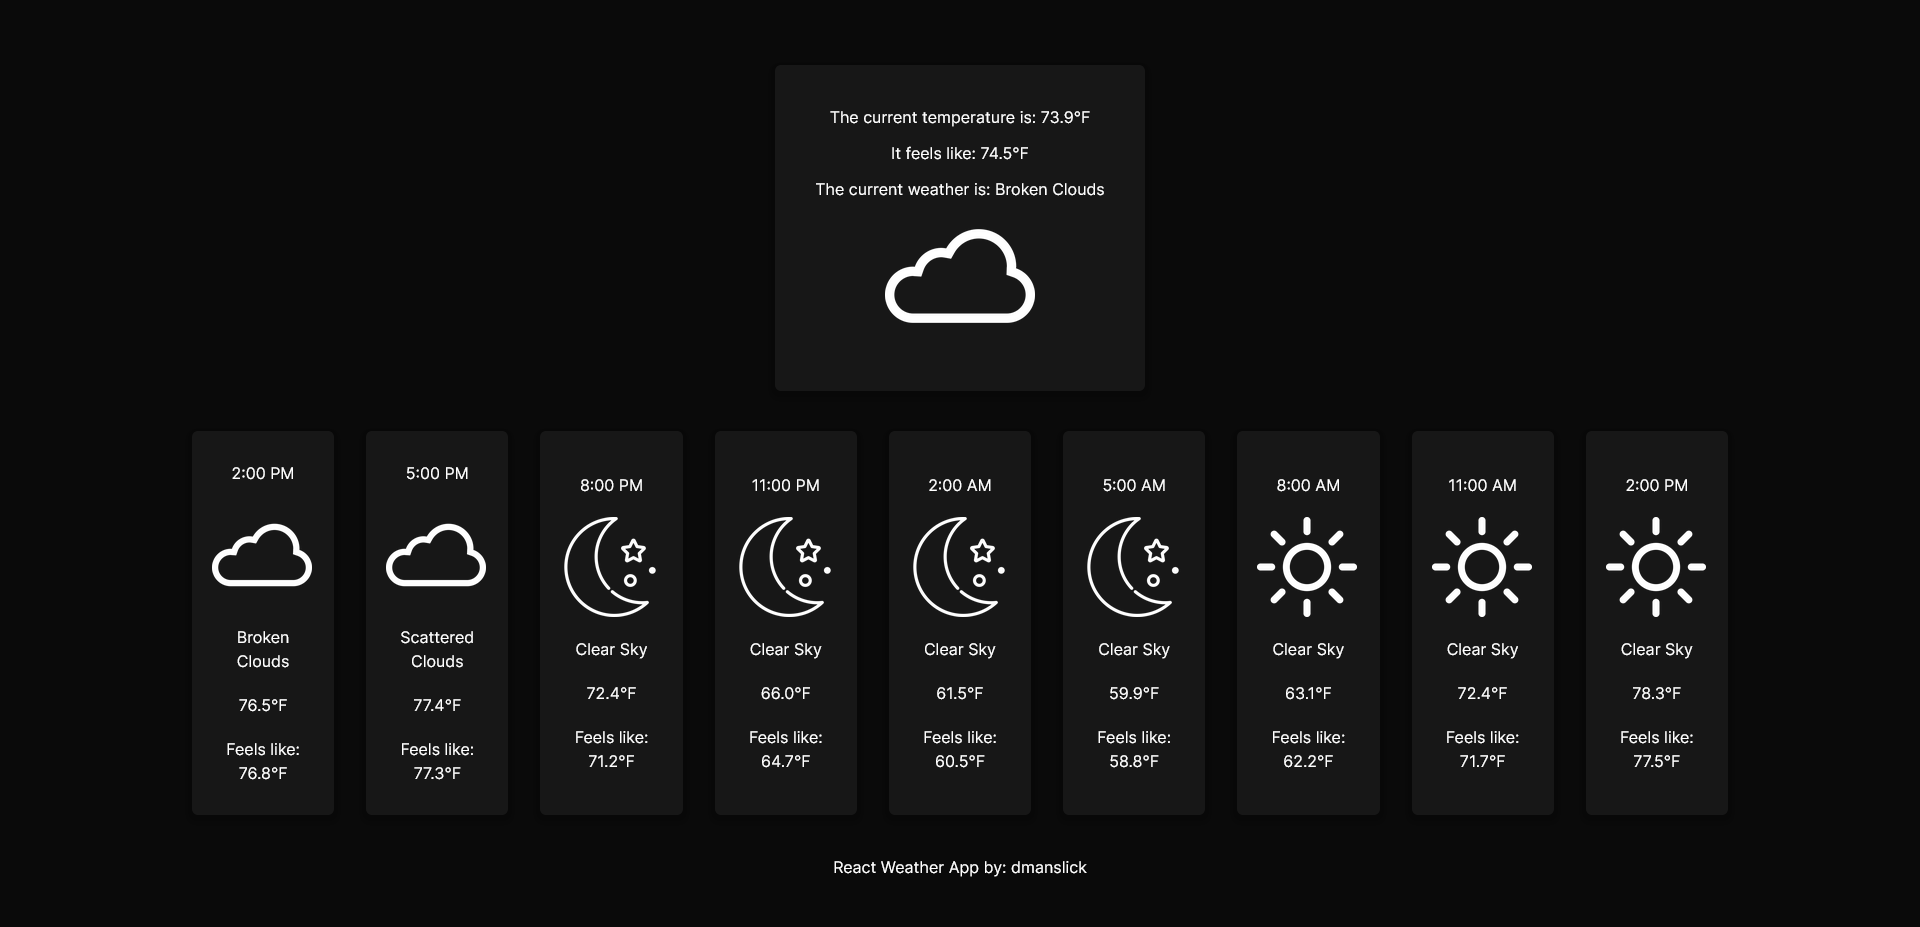 The current temperature is: 73.9°F
It feels like: 74.5°F
The current weather is: Broken Clouds
2:00 PM
Broken
Clouds
76.5°F
Feels like:
76.8°F
5:00 PM
Scattered
Clouds
77.4°F
Feels like:
77.3°F
8:00 PM
Clear Sky
72.4°F
Feels like:
71.2°F
11:00 PM
Clear Sky
66.0°F
Feels like:
64.7°F
2:00 AM
Clear Sky
61.5°F
Feels like:
60.5°F
5:00 AM
Clear Sky
59.9°F
Feels like:
58.8°F
8:00 AM
Clear Sky
63.1°F
Feels like:
62.2°F
11:00 AM
Clear Sky
72.4°F
Feels like:
71.7°F
2:00 PM
Clear Sky
78.3°F
Feels like:
77.5°F
React Weather App by: dmanslick